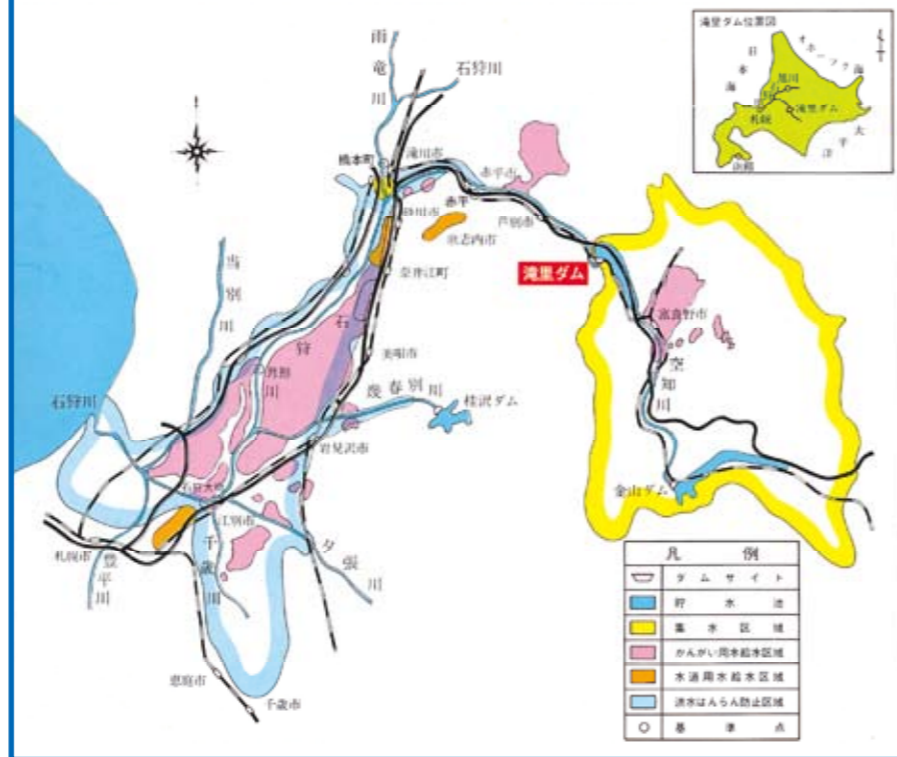 滝里ダム位置図
オホーツク海
日本海
旭川
滝里ダム
札幌
太平洋
函館
雨竜川
石狩川
橋本町
滝川市
赤平市
赤平
砂川市
歌志内市
芦別市
奈井江町
滝里ダム
富良野市
空知川
金山ダム
当別川
石狩川
美唄市
幾春別川
桂沢ダム
岩見沢市
石狩川
石狩大橋
江別市
札幌市
豊平川
千歳川
夕張川
恵庭市
千歳市
凡例
ダムサイト
貯水池
集水区域
かんがい用水給水区域
水道用水給水区域
洪水はんらん防止区域
基準点